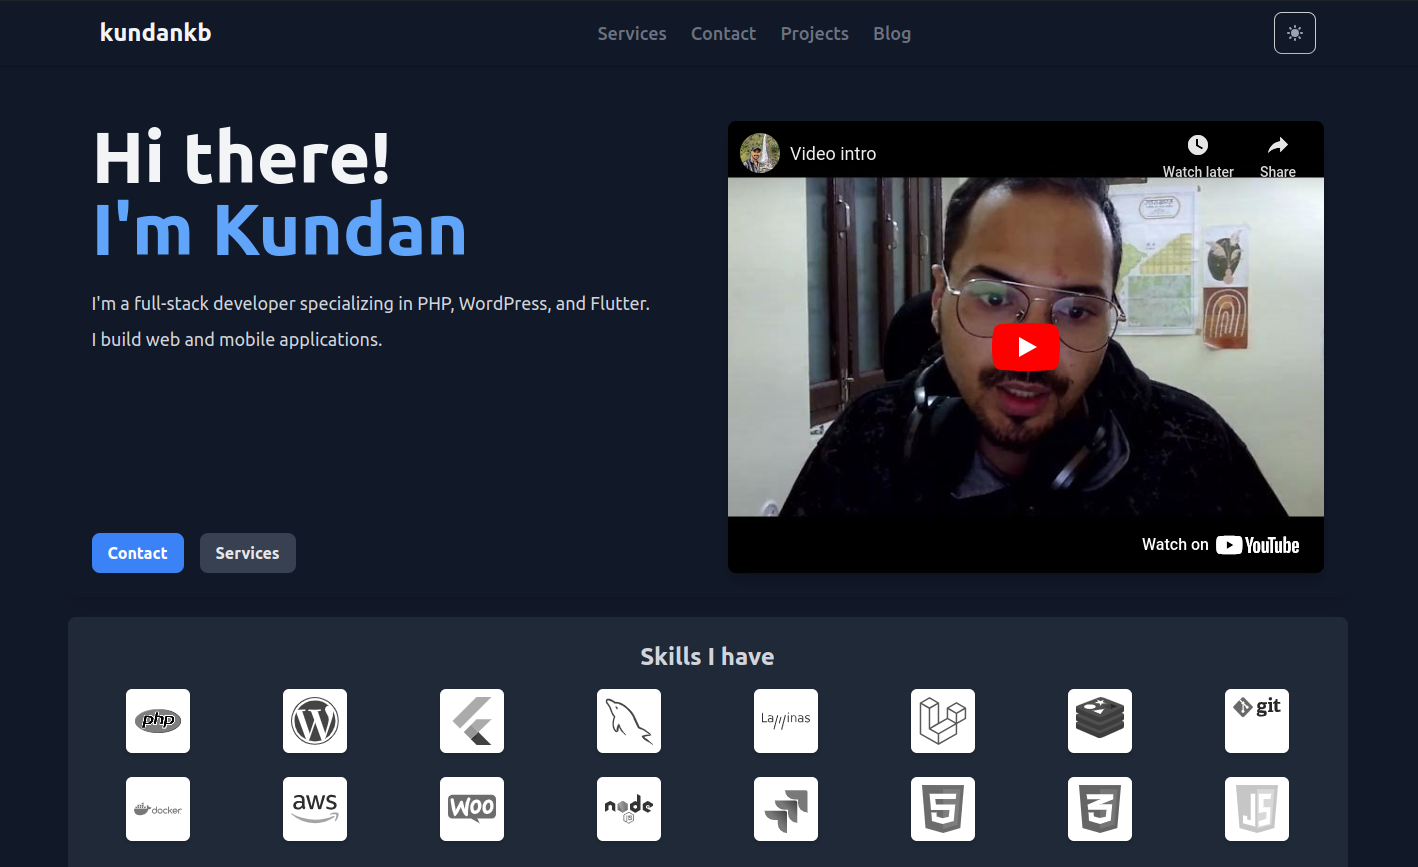 kundankb
Services Contact Projects Blog
Hi there!
I'm Kundan
I'm a full-stack developer specializing in PHP, WordPress, and Flutter.
I build web and mobile applications.
Contact Services
Video intro
Watch later Share
Watch on YouTube
Skills I have
php
git
docker
aws
WOO
node
JS
5
3
JS